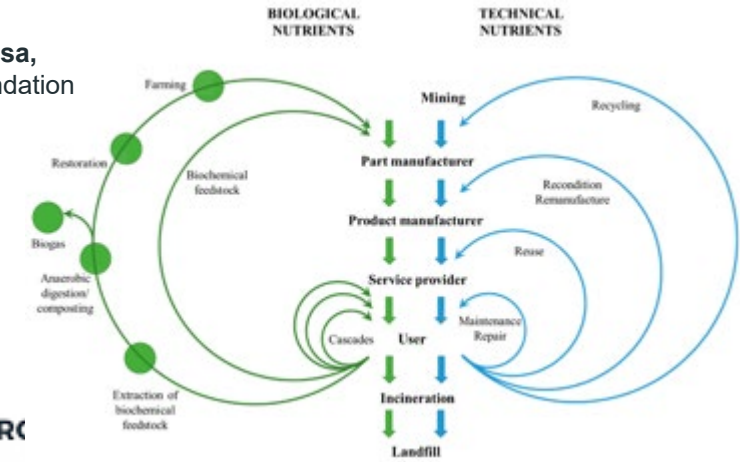 BIOLOGICAL
NUTRIENTS
TECHNICAL
NUTRIENTS
sa,
ndation
Farming
Mining
Recycling
Restoration
Part manufacturer
Biochemical
feedstock
Recondition
Remanufacture
Product manufacturer
Biogas
Reuse
Anaerobic
digestion/
composting
Service provider
Maintenance
Repair
Cascades
User
Extraction of
biochemical
feedstock
Incineration
RC
Landfill